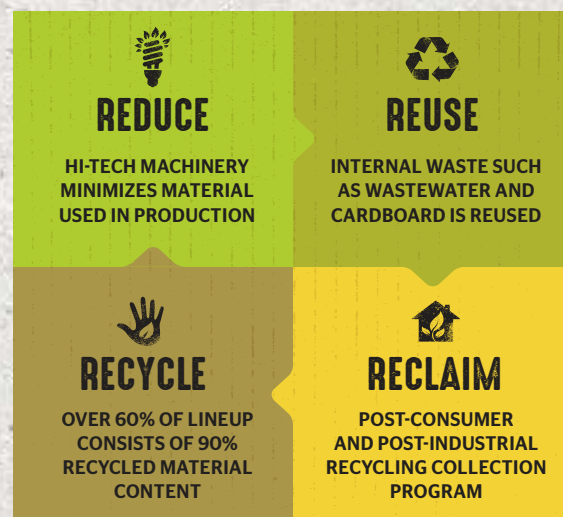 REDUCE
HI-TECH MACHINERY
MINIMIZES MATERIAL
USED IN PRODUCTION
REUSE
INTERNAL WASTE SUCH
AS WASTEWATER AND
CARDBOARD IS REUSED
RECYCLE
OVER 60% OF LINEUP
CONSISTS OF 90%
RECYCLED MATERIAL
CONTENT
RECLAIM
POST-CONSUMER
AND POST-INDUSTRIAL
RECYCLING COLLECTION
PROGRAM